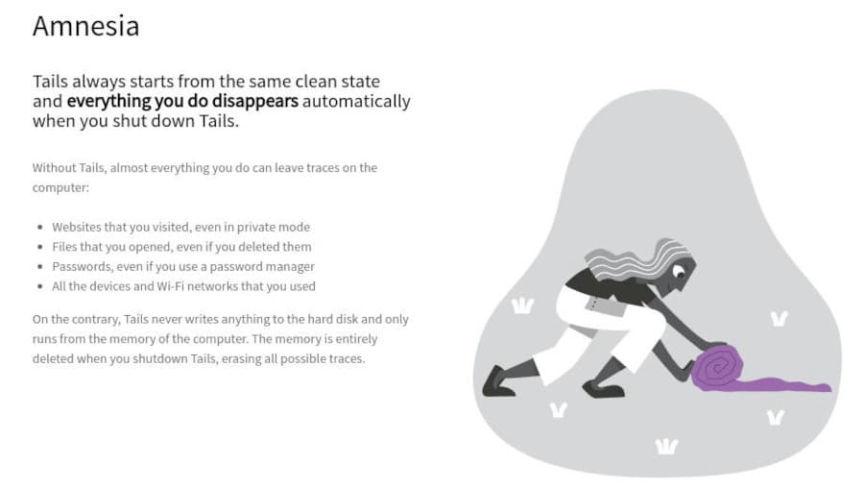 Amnesia
Tails always starts from the same clean state
and everything you do disappears automatically
when you shut down Tails.
Without Tails, almost everything you do can leave traces on the
computer:
• Websites that you visited, even in private mode
• Files that you opened, even if you deleted them
• Passwords, even if you use a password manager
• All the devices and Wi-Fi networks that you used
On the contrary, Tails never writes anything to the hard disk and only
runs from the memory of the computer. The memory is entirely
deleted when you shutdown Tails, erasing all possible traces.